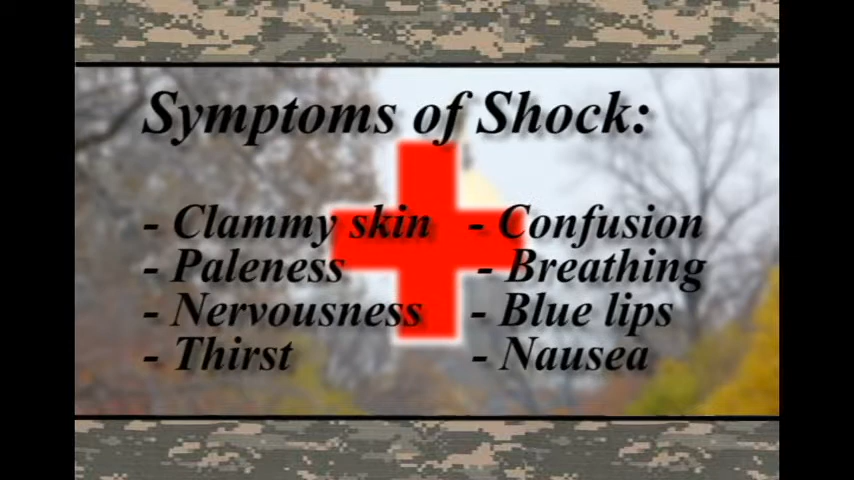 Symptoms of Shock:
- Clammy skin
- Paleness
- Nervousness
- Thirst
- Confusion
- Breathing
- Blue lips
- Nausea